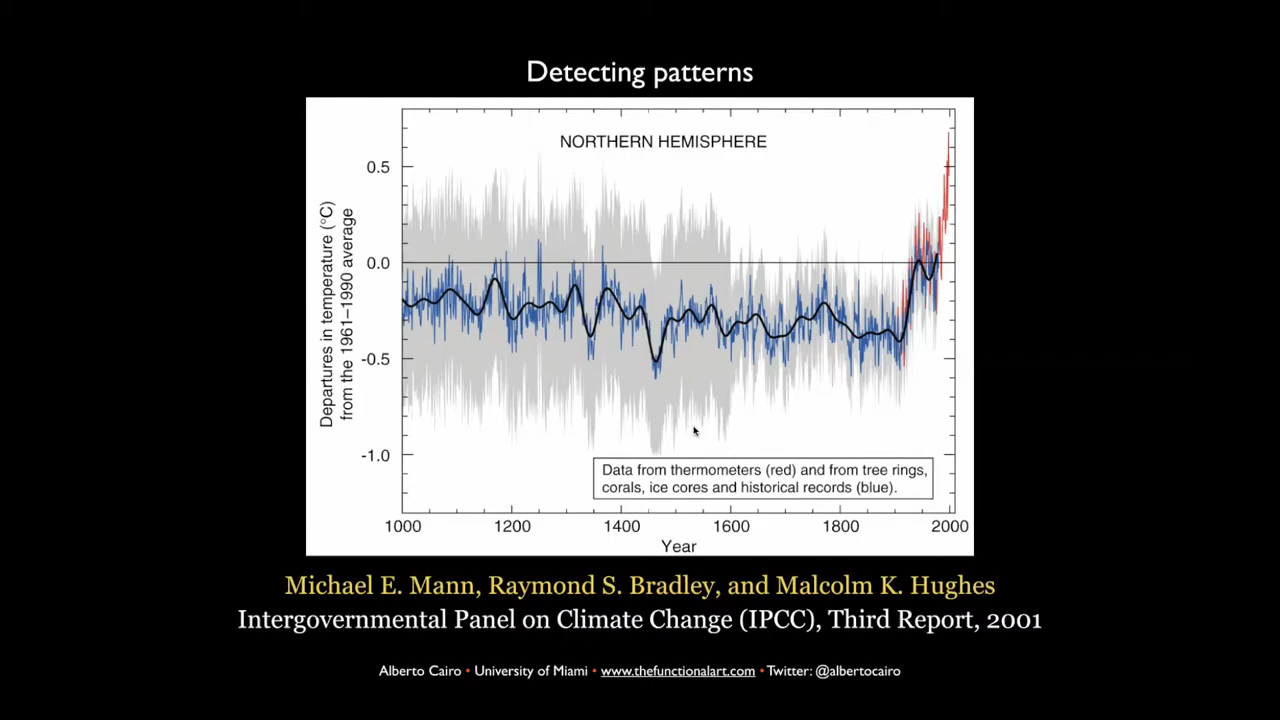 Detecting patterns
NORTHERN HEMISPHERE
Departures in temperature (°C)
from the 1961–1990 average
0.5
0.0
-0.5
-1.0
Data from thermometers (red) and from tree rings,
corals, ice cores and historical records (blue).
1000 1200 1400 1600 1800 2000
Year
Michael E. Mann, Raymond S. Bradley, and Malcolm K. Hughes
Intergovernmental Panel on Climate Change (IPCC), Third Report, 2001
Alberto Cairo • University of Miami • www.thefunctionalart.com • Twitter: @albertocairo